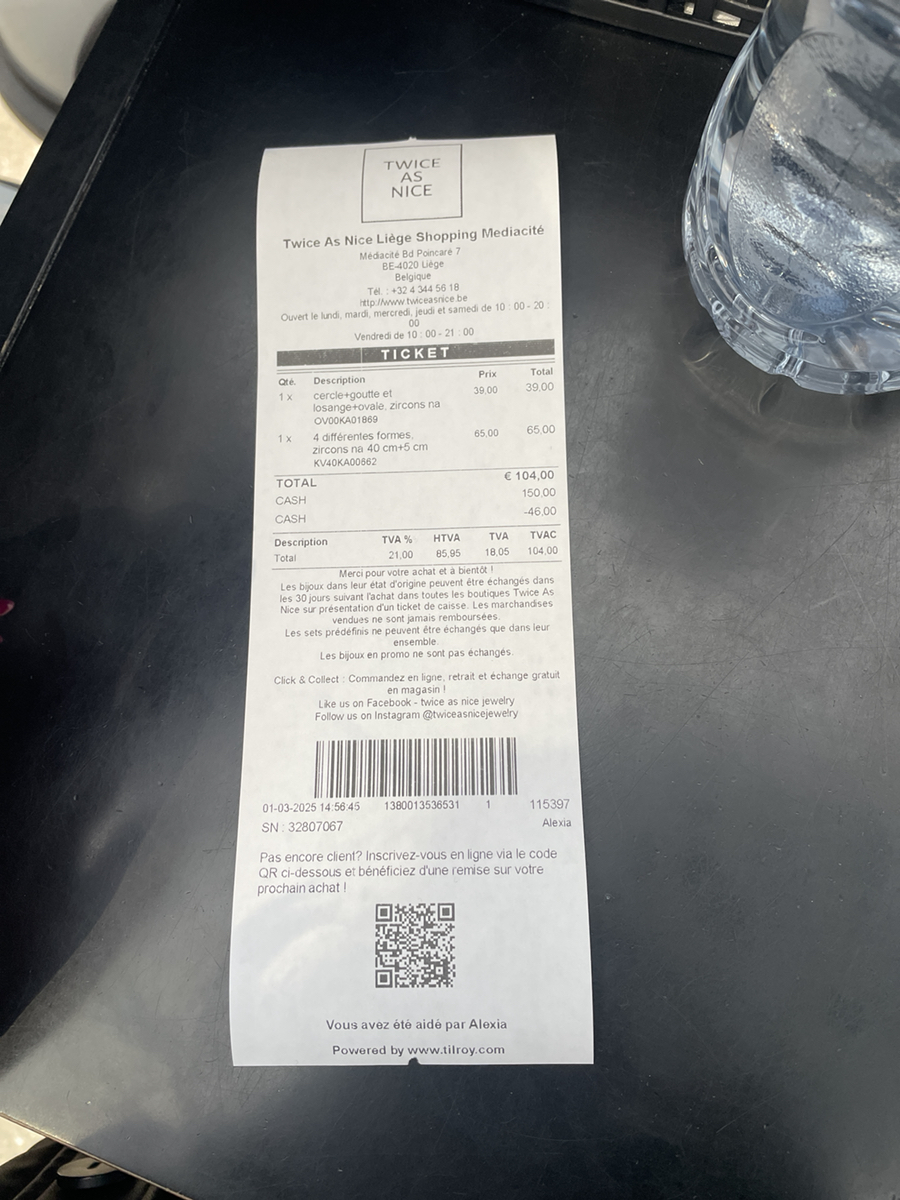 TWICE
AS
NICE
Twice As Nice Liège Shopping Mediacité
Médiacité Bd Poincaré 7
BE-4020 Liège
Belgique
Tél. : +32 4 344 56 18
http://www.twiceasnice.be
Ouvert le lundi, mardi, mercredi, jeudi et samedi de 10 : 00 - 20 :
00
Vendredi de 10 : 00 - 21 : 00
TICKET
Qté. Description Prix Total
1 x cercle+goutte et 39,00 39,00
losange+ovale, zircons na
OV00KA01869
1 x 4 différentes formes, 65,00 65,00
zircons na 40 cm+5 cm
KV40KA00662
TOTAL € 104,00
CASH 150,00
CASH -46,00
Description TVA % HTVA TVA TVAC
Total 21,00 85,95 18,05 104,00
Merci pour votre achat et à bientôt !
Les bijoux dans leur état d'origine peuvent être échangés dans
les 30 jours suivant l'achat dans toutes les boutiques Twice As
Nice sur présentation d'un ticket de caisse. Les marchandises
vendues ne sont jamais remboursées.
Les sets prédéfinis ne peuvent être échangés que dans leur
ensemble.
Les bijoux en promo ne sont pas échangés.
Click & Collect : Commandez en ligne, retrait et échange gratuit
en magasin !
Like us on Facebook - twice as nice jewelry
Follow us on Instagram @twiceasnicejewelry
01-03-2025 14:56:45 1380013536531 1 115397
SN : 32807067 Alexia
Pas encore client? Inscrivez-vous en ligne via le code
QR ci-dessous et bénéficiez d'une remise sur votre
prochain achat !
Vous avez été aidé par Alexia
Powered by www.tilroy.com